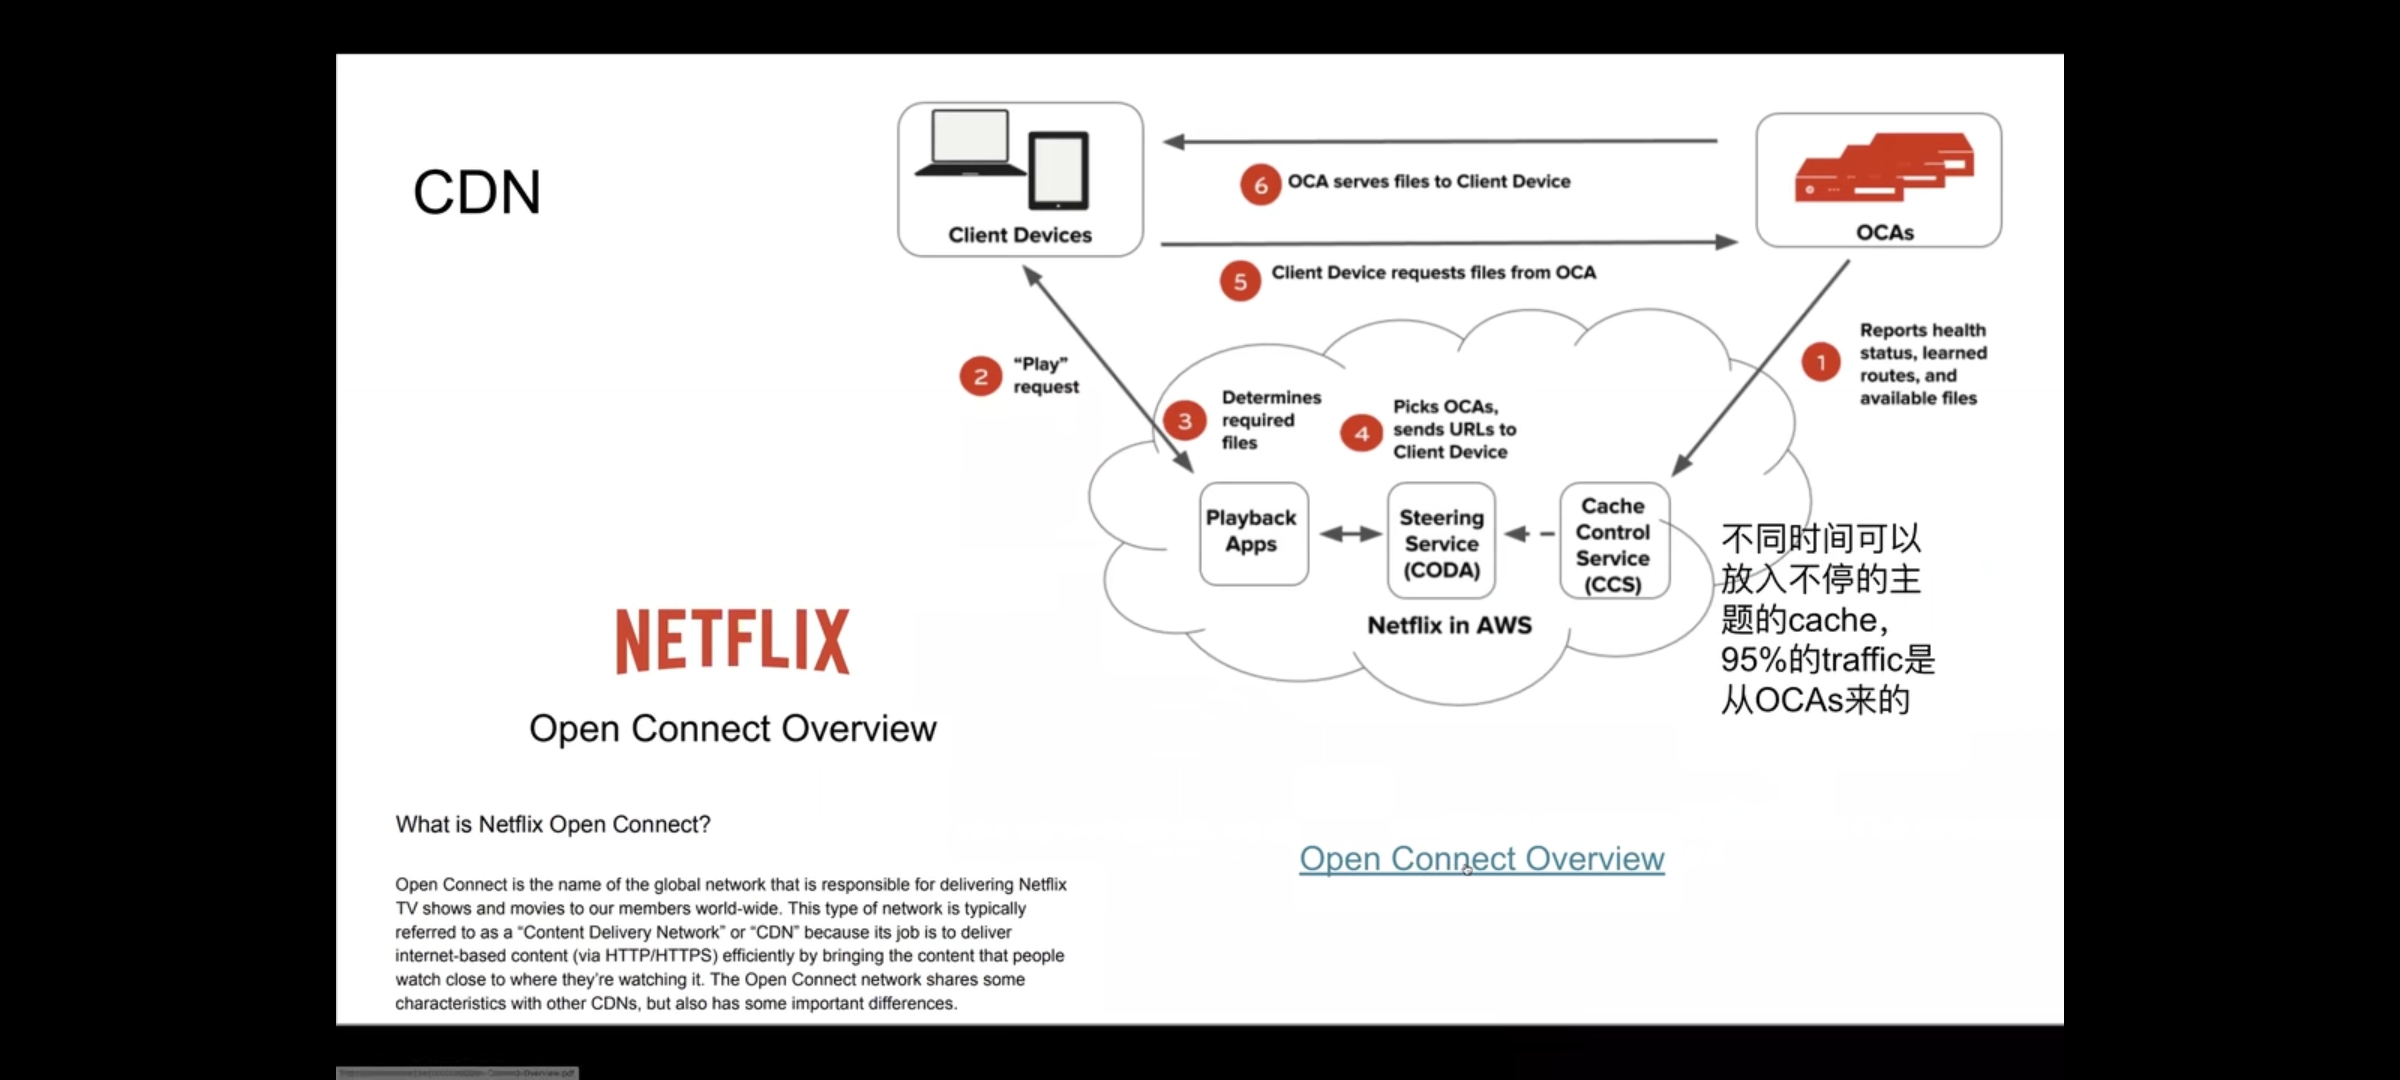 CDN
Client Devices
OCAs
6 OCA serves files to Client Device
5 Client Device requests files from OCA
2 “Play”
request
1 Reports health
status, learned
routes, and
available files
3 Determines
required
files
4 Picks OCAs,
sends URLs to
Client Device
Playback
Apps
Steering
Service
(CODA)
Cache
Control
Service
(CCS)
Netflix in AWS
不同时间可以
放入不停的主
题的cache，
95%的traffic是
从OCAs来的
NETFLIX
Open Connect Overview
What is Netflix Open Connect?
Open Connect is the name of the global network that is responsible for delivering Netflix
TV shows and movies to our members world-wide. This type of network is typically
referred to as a “Content Delivery Network” or “CDN” because its job is to deliver
internet-based content (via HTTP/HTTPS) efficiently by bringing the content that people
watch close to where they’re watching it. The Open Connect network shares some
characteristics with other CDNs, but also has some important differences.
Open Connect Overview